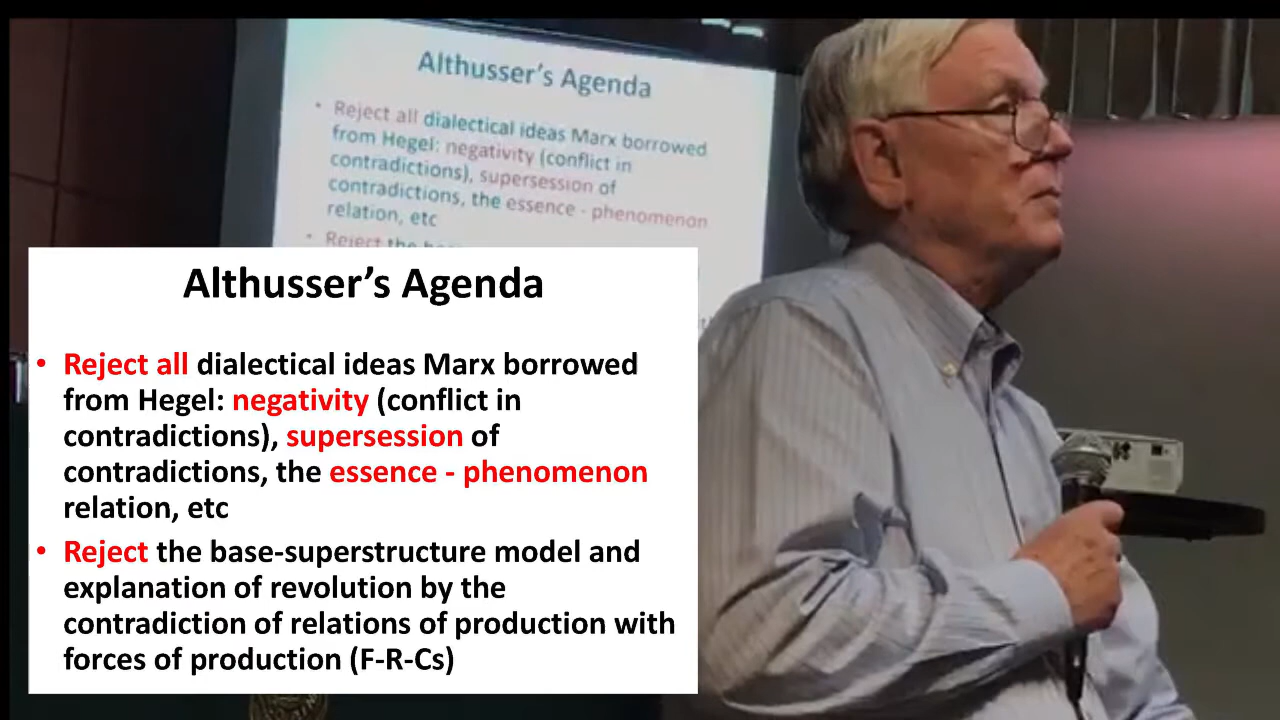 Althusser's Agenda
• Reject all dialectical ideas Marx borrowed
from Hegel: negativity (conflict in
contradictions), supersession of
contradictions, the essence - phenomenon
relation, etc
• Reject the
Althusser’s Agenda
• Reject all dialectical ideas Marx borrowed
from Hegel: negativity (conflict in
contradictions), supersession of
contradictions, the essence - phenomenon
relation, etc
• Reject the base-superstructure model and
explanation of revolution by the
contradiction of relations of production with
forces of production (F-R-Cs)